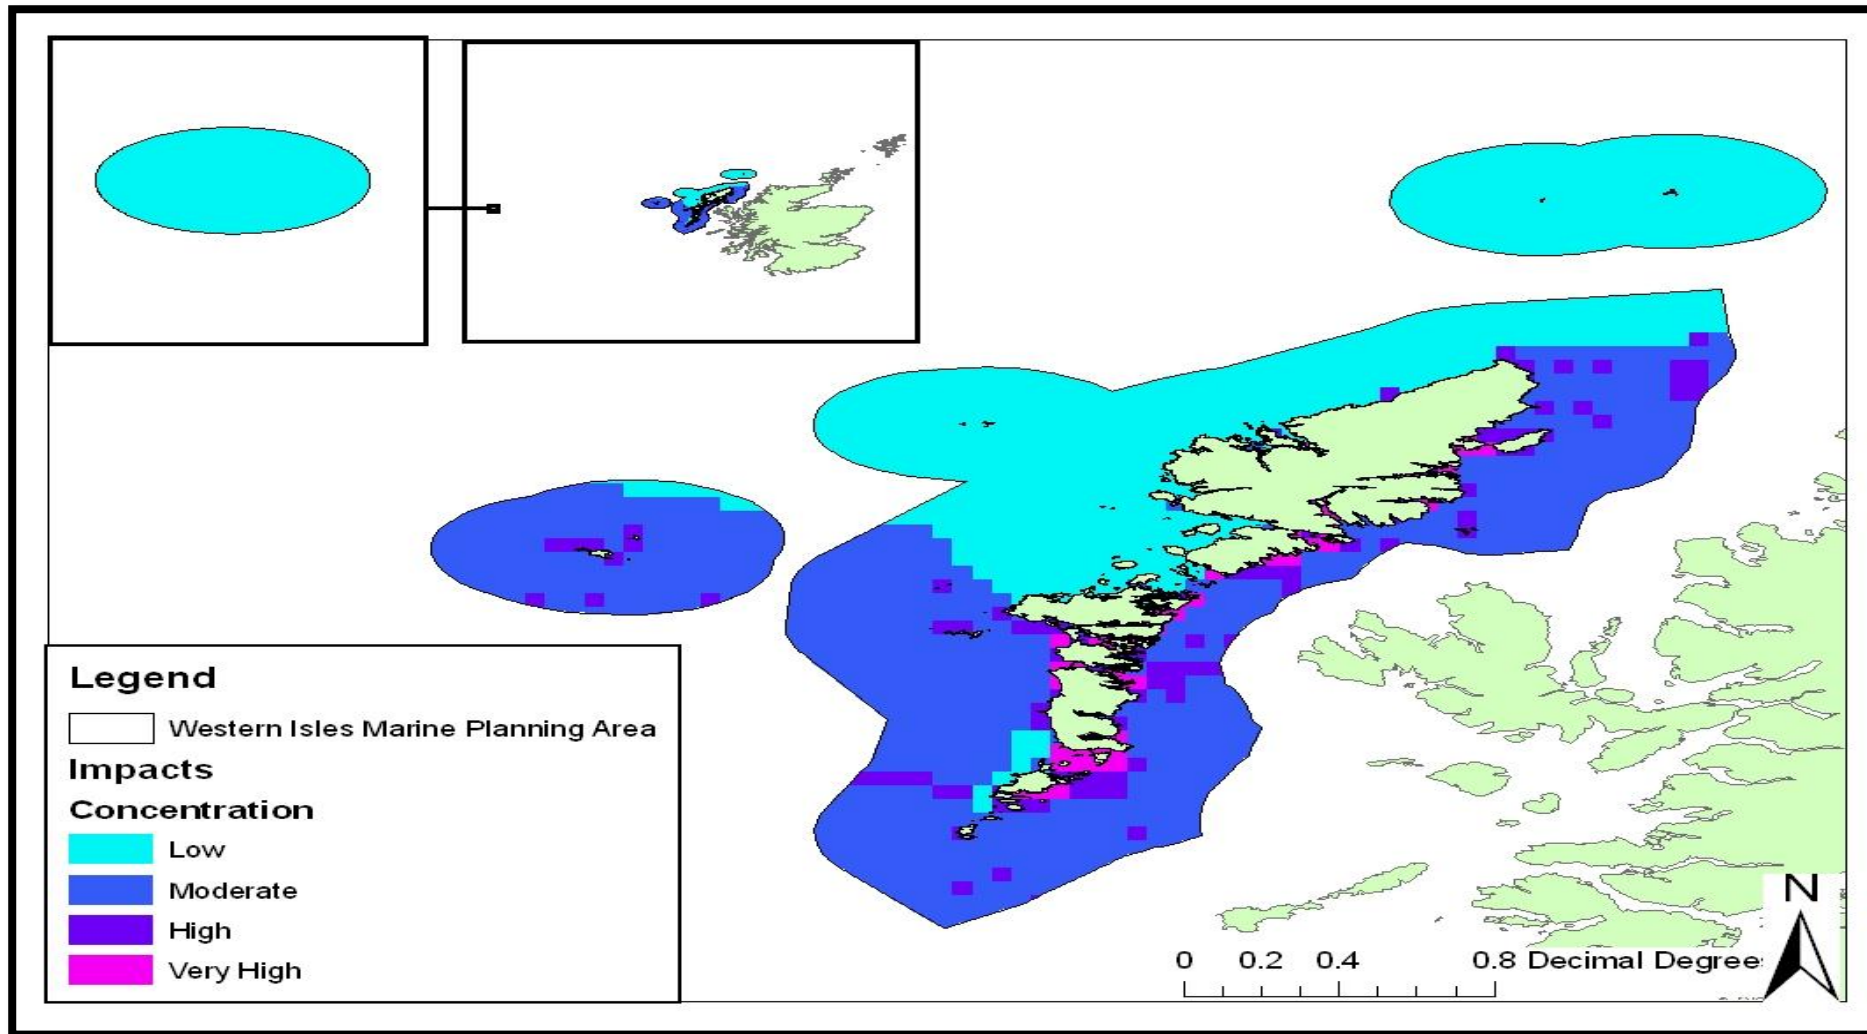 Legend
Western Isles Marine Planning Area
Impacts
Concentration
Low
Moderate
High
Very High
N
0 0.2 0.4 0.8 Decimal Degree